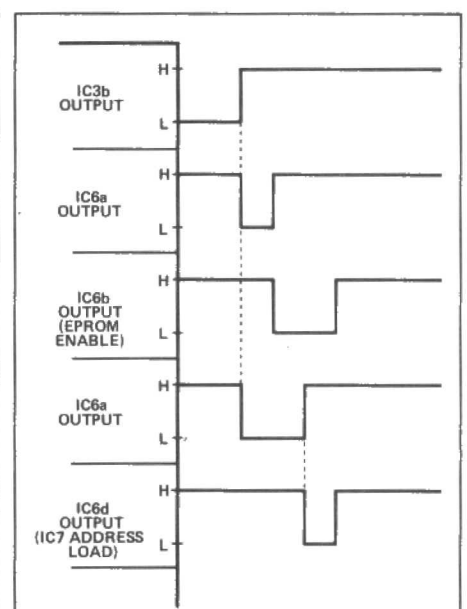 H
IC3b
OUTPUT
L
H
IC6a
OUTPUT
L
H
IC6b
OUTPUT
(EPROM
ENABLE)
L
H
IC6a
OUTPUT
L
H
IC6d
OUTPUT
(IC7 ADDRESS
LOAD)
L